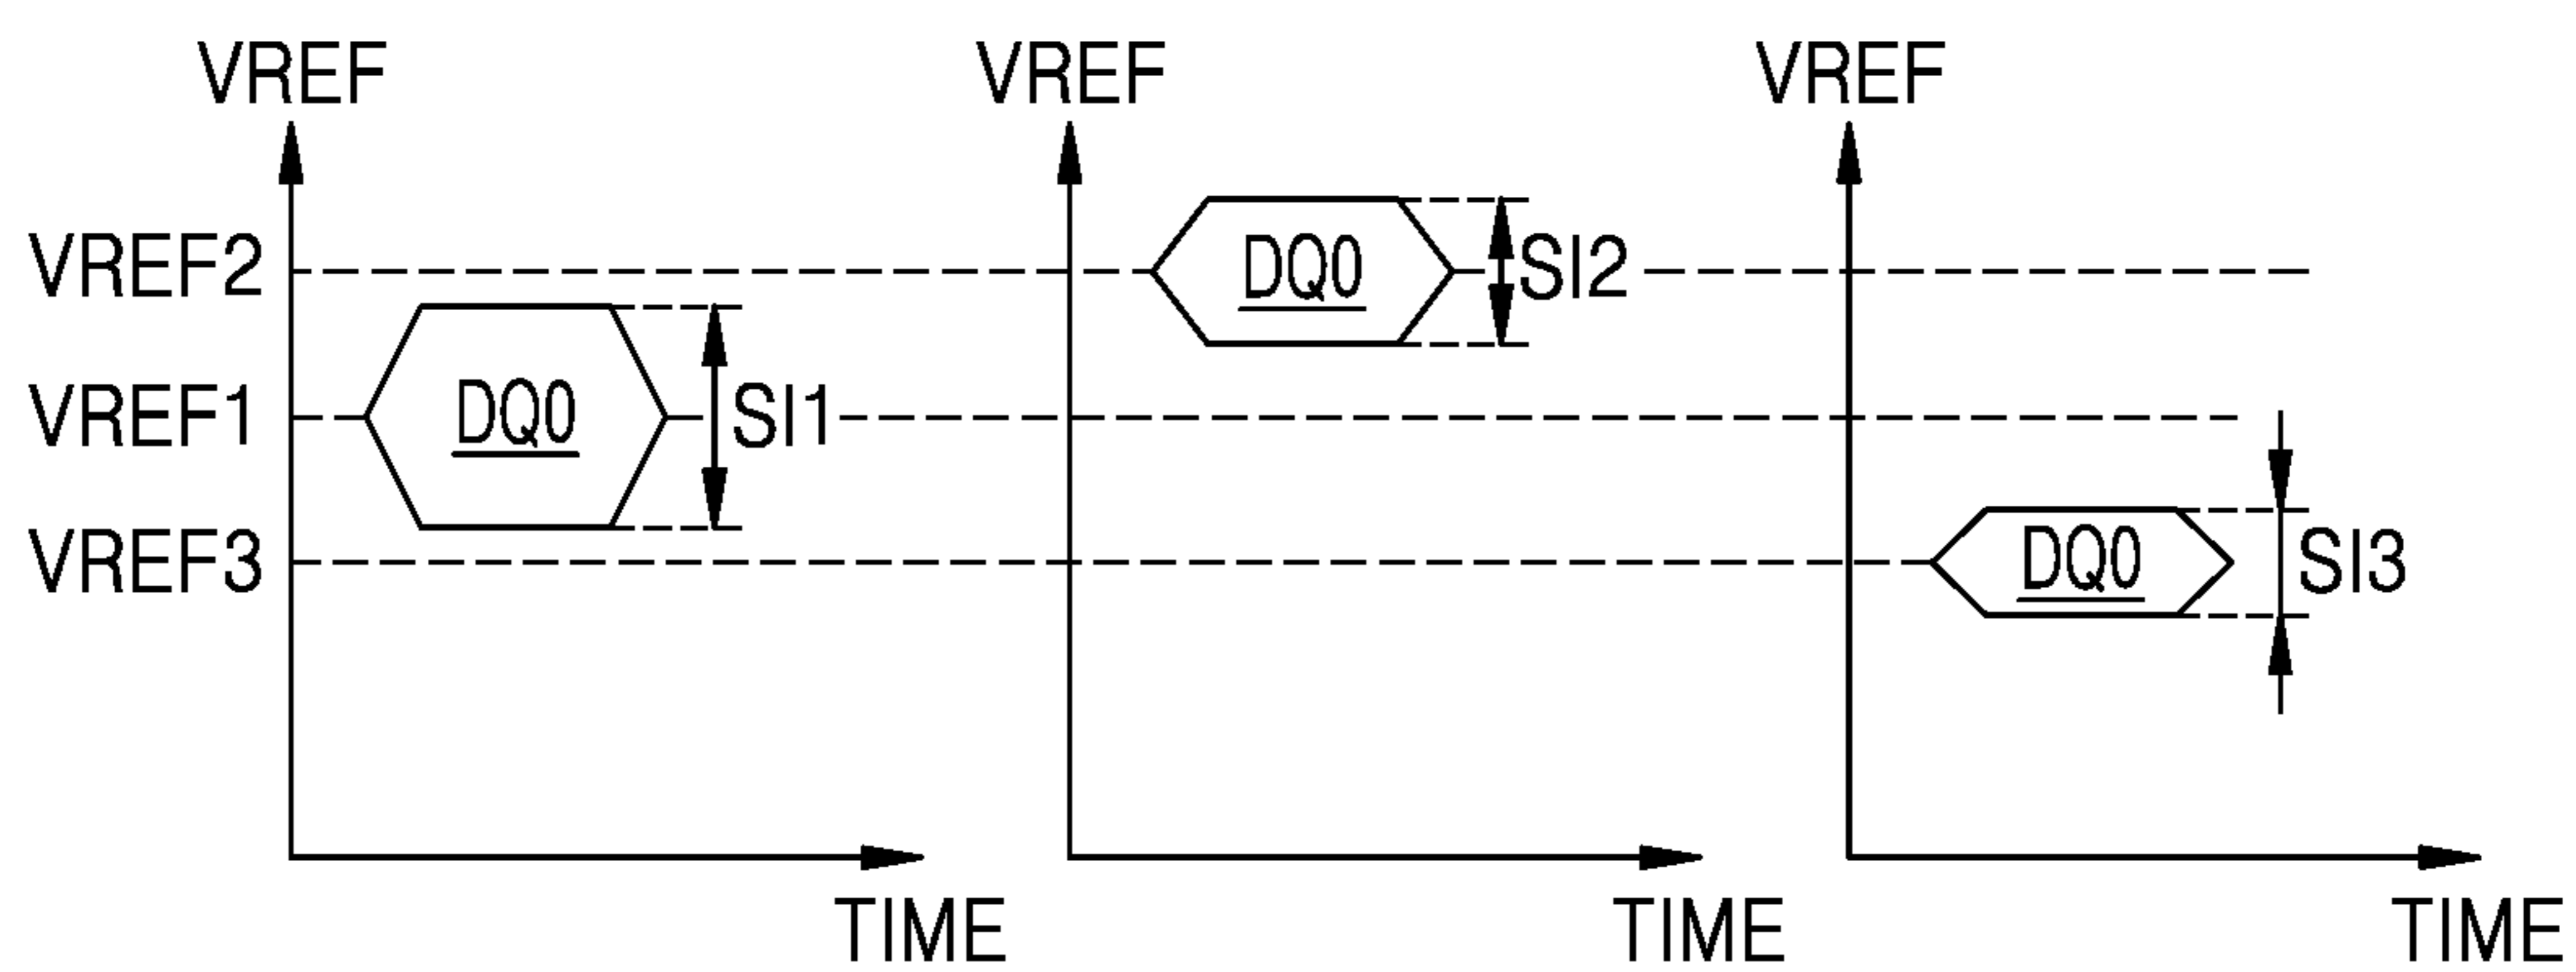 VREF VREF VREF
VREF2 DQ0 SI2
VREF1 DQ0 SI1
VREF3 DQ0 SI3
TIME TIME TIME